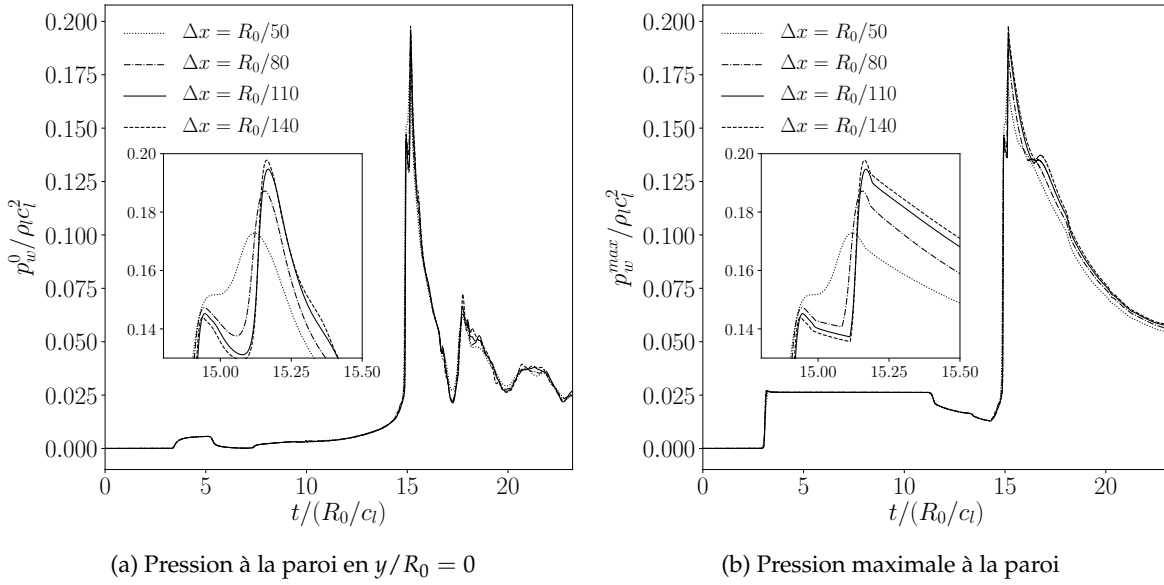 0.200
0.175
0.150
0.125
0.100
0.075
0.050
0.025
0.000
p_w^0/ρ_l c_l^2
Δx = R_0/50
Δx = R_0/80
Δx = R_0/110
Δx = R_0/140
0.20
0.18
0.16
0.14
15.00 15.25 15.50
0 5 10 15 20
t/(R_0/c_l)
(a) Pression à la paroi en y/R_0 = 0
0.200
0.175
0.150
0.125
0.100
0.075
0.050
0.025
0.000
p_w^{max}/ρ_l c_l^2
Δx = R_0/50
Δx = R_0/80
Δx = R_0/110
Δx = R_0/140
0.20
0.18
0.16
0.14
15.00 15.25 15.50
0 5 10 15 20
t/(R_0/c_l)
(b) Pression maximale à la paroi